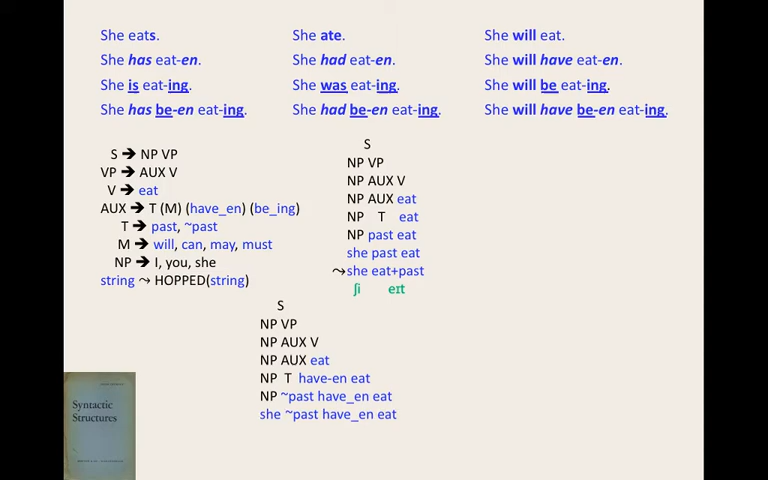 She eats.
She has eat-en.
She is eat-ing.
She has be-en eat-ing.
She ate.
She had eat-en.
She was eat-ing.
She had be-en eat-ing.
She will eat.
She will have eat-en.
She will be eat-ing.
She will have be-en eat-ing.
S ➔ NP VP
VP ➔ AUX V
V ➔ eat
AUX ➔ T (M) (have_en) (be_ing)
T ➔ past, ~past
M ➔ will, can, may, must
NP ➔ I, you, she
string ⤳ HOPPED(string)
S
NP VP
NP AUX V
NP AUX eat
NP T eat
NP past eat
she past eat
⤳she eat+past
ʃi eɪt
S
NP VP
NP AUX V
NP AUX eat
NP T have-en eat
NP ~past have_en eat
she ~past have_en eat
Syntactic
Structures